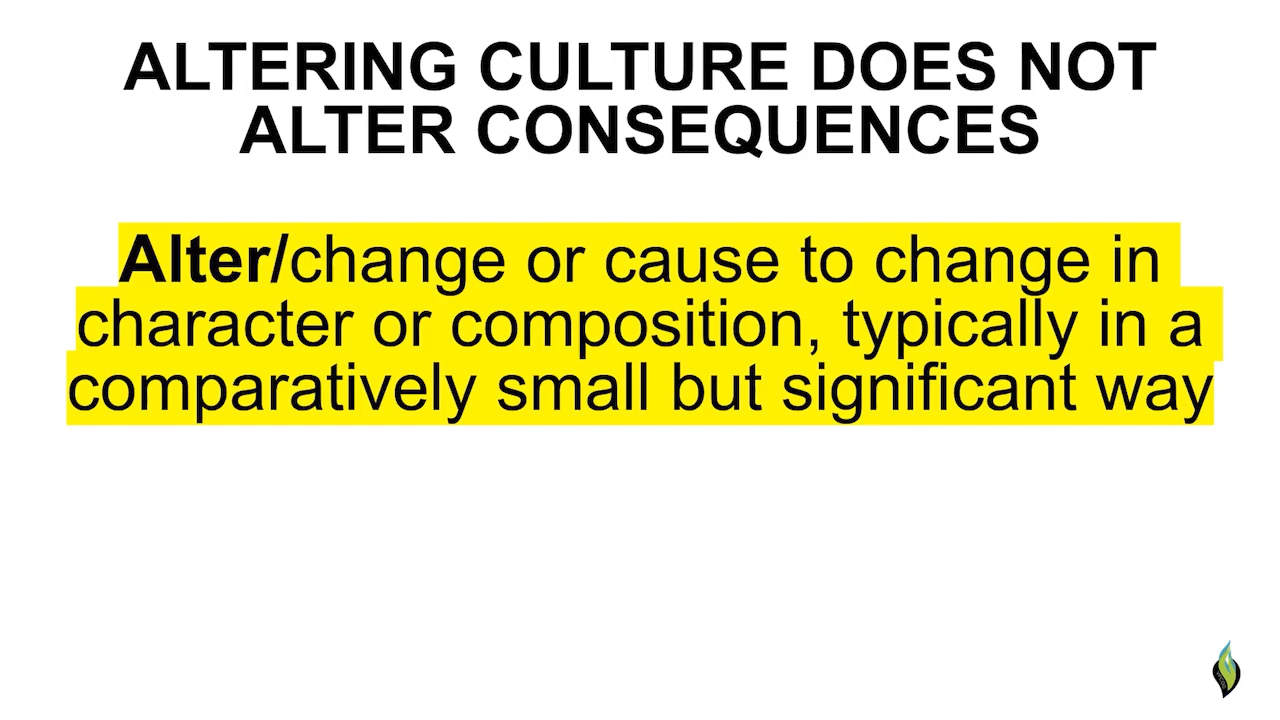 ALTERING CULTURE DOES NOT
ALTER CONSEQUENCES
Alter/change or cause to change in
character or composition, typically in a
comparatively small but significant way